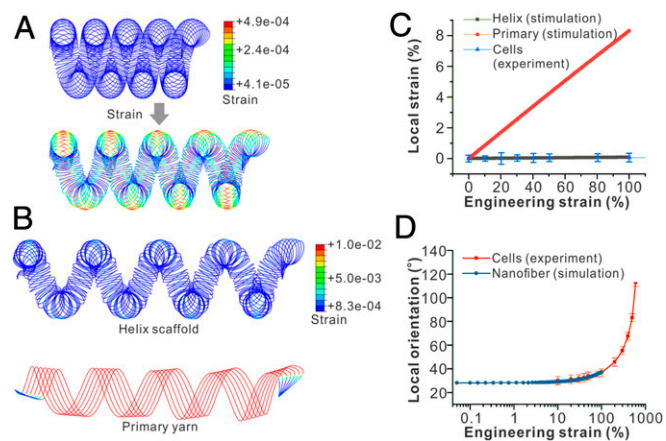 A
+4.9e-04
+2.4e-04
+4.1e-05
Strain
Strain
B
+1.0e-02
+5.0e-03
+8.3e-04
Strain
Helix scaffold
Primary yarn
C
Helix (stimulation)
Primary (stimulation)
Cells
(experiment)
Local strain (%)
8
6
4
2
0
0 20 40 60 80 100
Engineering strain (%)
D
Cells (experiment)
Nanofiber (simulation)
Local orientation (°)
140
120
100
80
60
40
20
0.1 1 10 100 1000
Engineering strain (%)